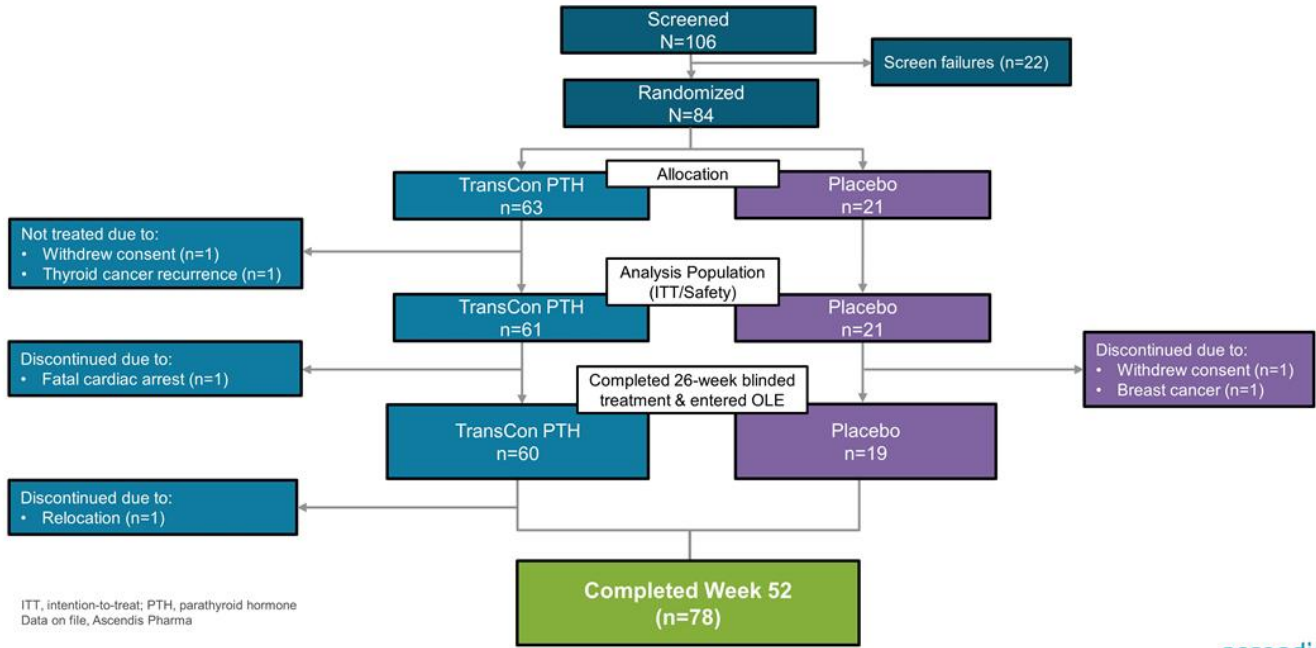 Screened
N=106
Screen failures (n=22)
Randomized
N=84
Allocation
TransCon PTH
n=63
Placebo
n=21
Not treated due to:
• Withdrew consent (n=1)
• Thyroid cancer recurrence (n=1)
Analysis Population
(ITT/Safety)
TransCon PTH
n=61
Placebo
n=21
Discontinued due to:
• Fatal cardiac arrest (n=1)
Discontinued due to:
• Withdrew consent (n=1)
• Breast cancer (n=1)
Completed 26-week blinded
treatment & entered OLE
TransCon PTH
n=60
Placebo
n=19
Discontinued due to:
• Relocation (n=1)
Completed Week 52
(n=78)
ITT, intention-to-treat; PTH, parathyroid hormone
Data on file, Ascendis Pharma